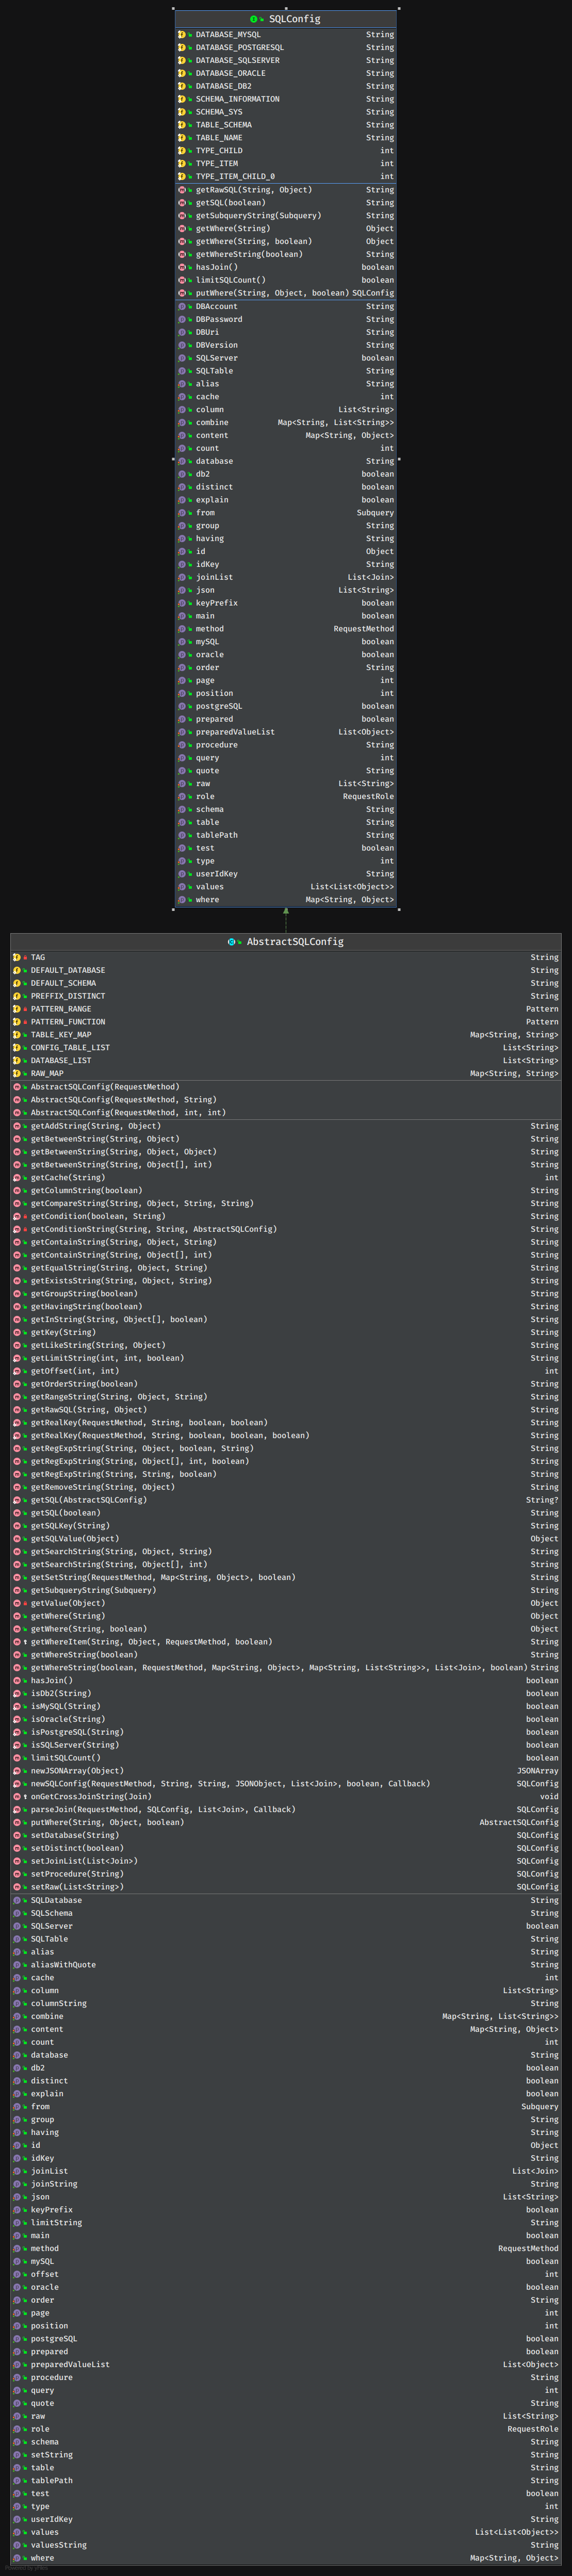 SQLConfig
DATABASE_MYSQL String
DATABASE_POSTGRESQL String
DATABASE_SQLSERVER String
DATABASE_ORACLE String
DATABASE_DB2 String
SCHEMA_INFORMATION String
SCHEMA_SYS String
TABLE_SCHEMA String
TABLE_NAME String
TYPE_CHILD int
TYPE_ITEM int
TYPE_ITEM_CHILD_0 int
getRawSQL(String, Object) String
getSQL(boolean) String
getSubqueryString(Subquery) String
getWhere(String) Object
getWhere(String, boolean) Object
getWhereString(boolean) String
hasJoin() boolean
limitSQLCount() boolean
putWhere(String, Object, boolean) SQLConfig
DBAccount String
DBPassword String
DBUri String
DBVersion String
SQLServer boolean
SQLTable String
alias String
cache int
column List<String>
combine Map<String, List<String>>
content Map<String, Object>
count int
database String
db2 boolean
distinct boolean
explain boolean
from Subquery
group String
having String
id Object
idKey String
joinList List<Join>
json List<String>
keyPrefix boolean
main boolean
method RequestMethod
mySQL boolean
oracle boolean
order String
page int
position int
postgreSQL boolean
prepared boolean
preparedValueList List<Object>
procedure String
query int
quote String
raw List<String>
role RequestRole
schema String
table String
tablePath String
test boolean
type int
userIdKey String
values List<List<Object>>
where Map<String, Object>
AbstractSQLConfig
TAG String
DEFAULT_DATABASE String
DEFAULT_SCHEMA String
PREFFIX_DISTINCT String
PATTERN_RANGE Pattern
PATTERN_FUNCTION Pattern
TABLE_KEY_MAP Map<String, String>
CONFIG_TABLE_LIST List<String>
DATABASE_LIST List<String>
RAW_MAP Map<String, String>
AbstractSQLConfig(RequestMethod)
AbstractSQLConfig(RequestMethod, String)
AbstractSQLConfig(RequestMethod, int, int)
getAddString(String, Object) String
getBetweenString(String, Object) String
getBetweenString(String, Object, Object) String
getBetweenString(String, Object[], int) String
getCache(String) int
getColumnString(boolean) String
getCompareString(String, Object, String, String) String
getCondition(boolean, String) String
getConditionString(String, String, AbstractSQLConfig) String
getContainString(String, Object, String) String
getContainString(String, Object[], int) String
getEqualString(String, Object, String) String
getExistsString(String, Object, String) String
getGroupString(boolean) String
getHavingString(boolean) String
getInString(String, Object[], boolean) String
getKey(String) String
getLikeString(String, Object) String
getLimitString(int, int, boolean) String
getOffset(int, int) int
getOrderString(boolean) String
getRangeString(String, Object, String) String
getRawSQL(String, Object) String
getRealKey(RequestMethod, String, boolean, boolean) String
getRealKey(RequestMethod, String, boolean, boolean, boolean) String
getRegExpString(String, Object, boolean, String) String
getRegExpString(String, Object[], int, boolean) String
getRegExpString(String, String, boolean) String
getRemoveString(String, Object) String
getSQL(AbstractSQLConfig) String?
getSQL(boolean) String
getSQLKey(String) String
getSQLValue(Object) Object
getSearchString(String, Object, String) String
getSearchString(String, Object[], int) String
getSetString(RequestMethod, Map<String, Object>, boolean) String
getSubqueryString(Subquery) String
getValue(Object) Object
getWhere(String) Object
getWhere(String, boolean) Object
getWhereItem(String, Object, RequestMethod, boolean) String
getWhereString(boolean) String
getWhereString(boolean, RequestMethod, Map<String, Object>, Map<String, List<String>>, List<Join>, boolean) String
hasJoin() boolean
isDb2(String) boolean
isMySQL(String) boolean
isOracle(String) boolean
isPostgreSQL(String) boolean
isSQLServer(String) boolean
limitSQLCount() boolean
newJSONArray(Object) JSONArray
newSQLConfig(RequestMethod, String, String, JSONObject, List<Join>, boolean, Callback) SQLConfig
onGetCrossJoinString(Join) void
parseJoin(RequestMethod, SQLConfig, List<Join>, Callback) SQLConfig
putWhere(String, Object, boolean) AbstractSQLConfig
setDatabase(String) SQLConfig
setDistinct(boolean) SQLConfig
setJoinList(List<Join>) SQLConfig
setProcedure(String) SQLConfig
setRaw(List<String>) SQLConfig
SQLDatabase String
SQLSchema String
SQLServer boolean
SQLTable String
alias String
aliasWithQuote String
cache int
column List<String>
columnString String
combine Map<String, List<String>>
content Map<String, Object>
count int
database String
db2 boolean
distinct boolean
explain boolean
from Subquery
group String
having String
id Object
idKey String
joinList List<Join>
joinString String
json List<String>
keyPrefix boolean
limitString String
main boolean
method RequestMethod
mySQL boolean
offset int
oracle boolean
order String
page int
position int
postgreSQL boolean
prepared boolean
preparedValueList List<Object>
procedure String
query int
quote String
raw List<String>
role RequestRole
schema String
setString String
table String
tablePath String
test boolean
type int
userIdKey String
values List<List<Object>>
valuesString String
where Map<String, Object>
Powered by yFiles